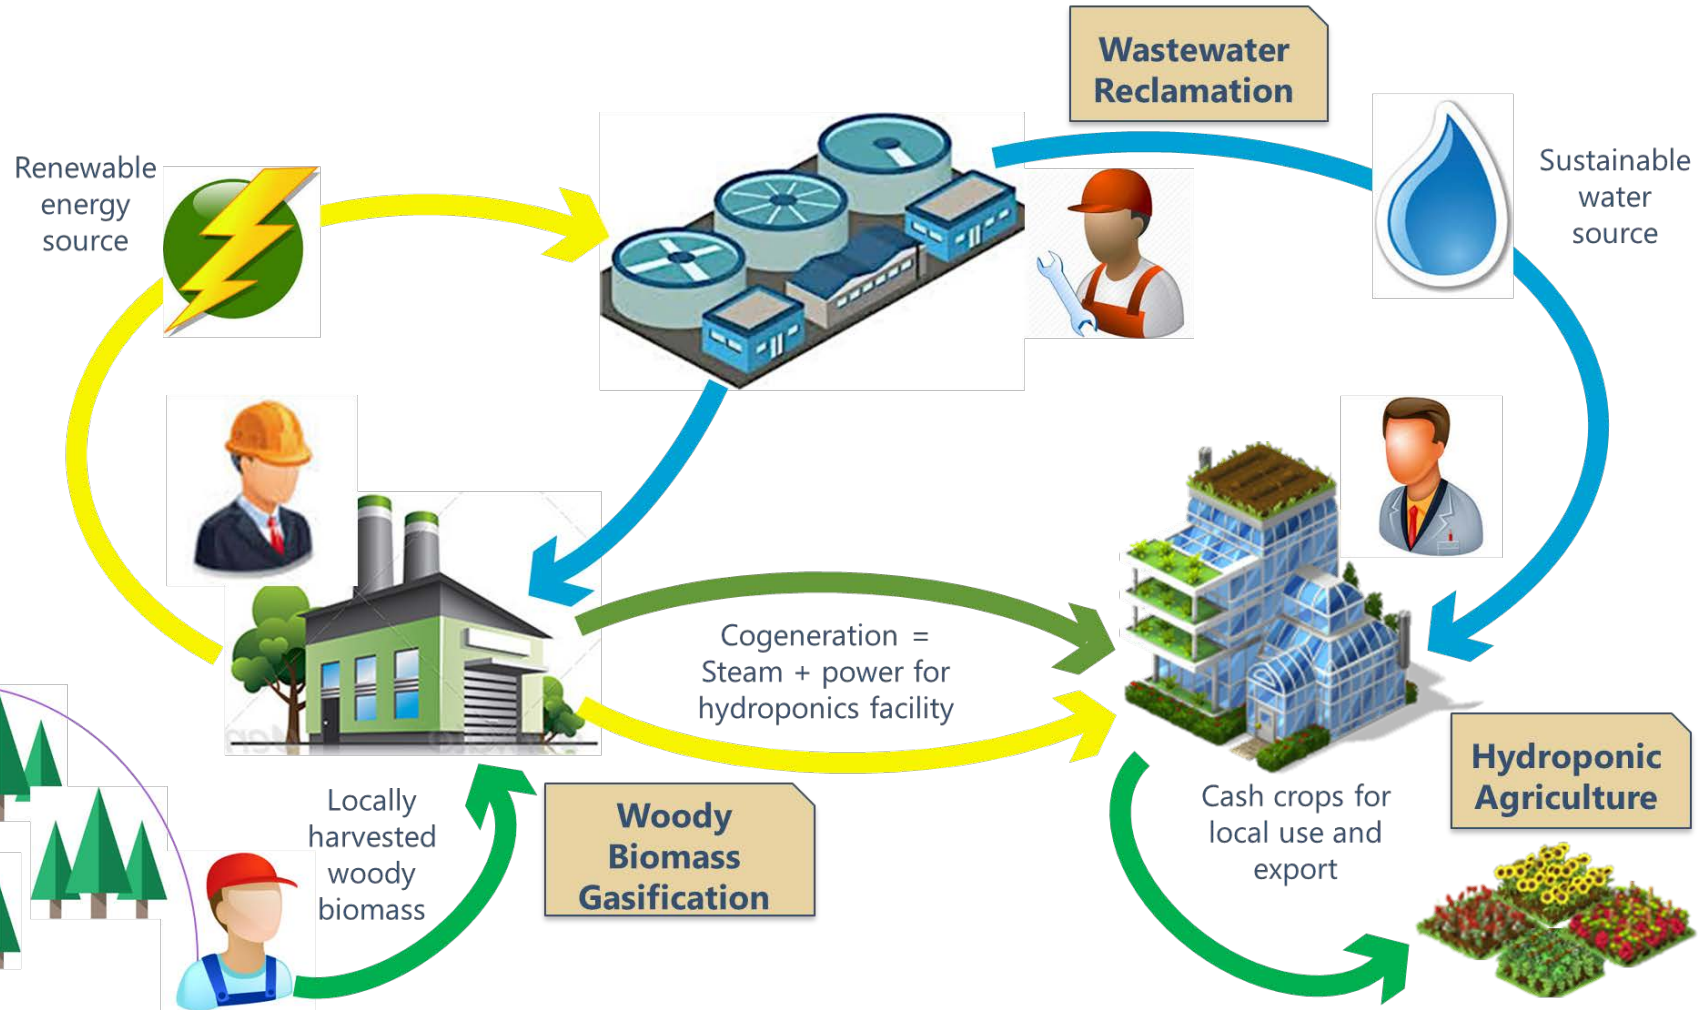 Wastewater
Reclamation
Renewable
energy
source
Sustainable
water
source
Cogeneration =
Steam + power for
hydroponics facility
Locally
harvested
woody
biomass
Woody
Biomass
Gasification
Cash crops for
local use and
export
Hydroponic
Agriculture